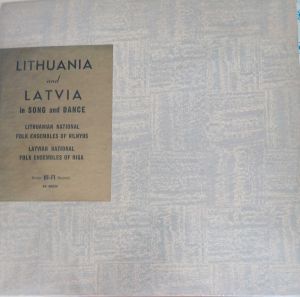 LITHUANIA
and
LATVIA
in SONG and DANCE
LITHUANIAN NATIONAL
FOLK ENSEMBLES OF VILNYUS
LATVIAN NATIONAL
FOLK ENSEMBLES OF RIGA
HI-FI